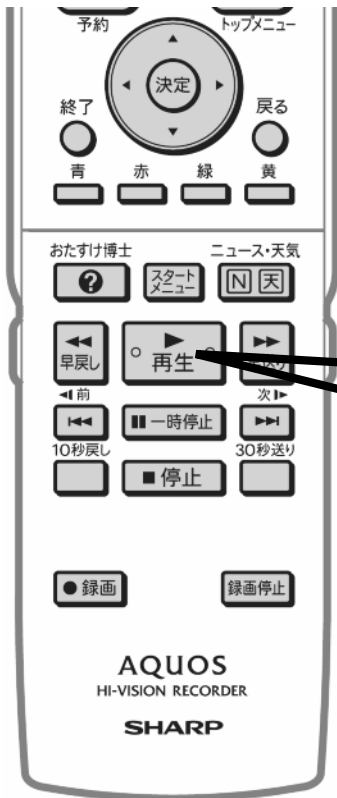 予約 トップメニュー
決定
終了 戻る
青 赤 緑 黄
おたすけ博士 ニュース・天気
? スタート N 天
メニュー
早戻し 再生
前 次
一時停止
10秒戻し 30秒送り
停止
録画 録画停止
AQUOS
HI-VISION RECORDER
SHARP